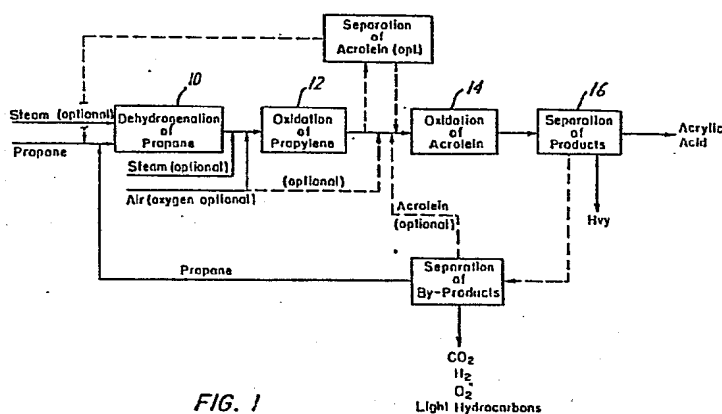 Separation
of
Acrolein (opt.)
10
12
14
16
Steam (optional)
Dehydrogenation
of
Propane
Oxidation
of
Propylene
Oxidation
of
Acrolein
Separation
of
Products
Acrylic
Acid
Propane
Steam (optional)
Air (oxygen optional)
(optional)
Acrolein
(optional)
Hvy
Propane
Separation
of
By-Products
CO2
H2
O2
Light Hydrocarbons
FIG. 1